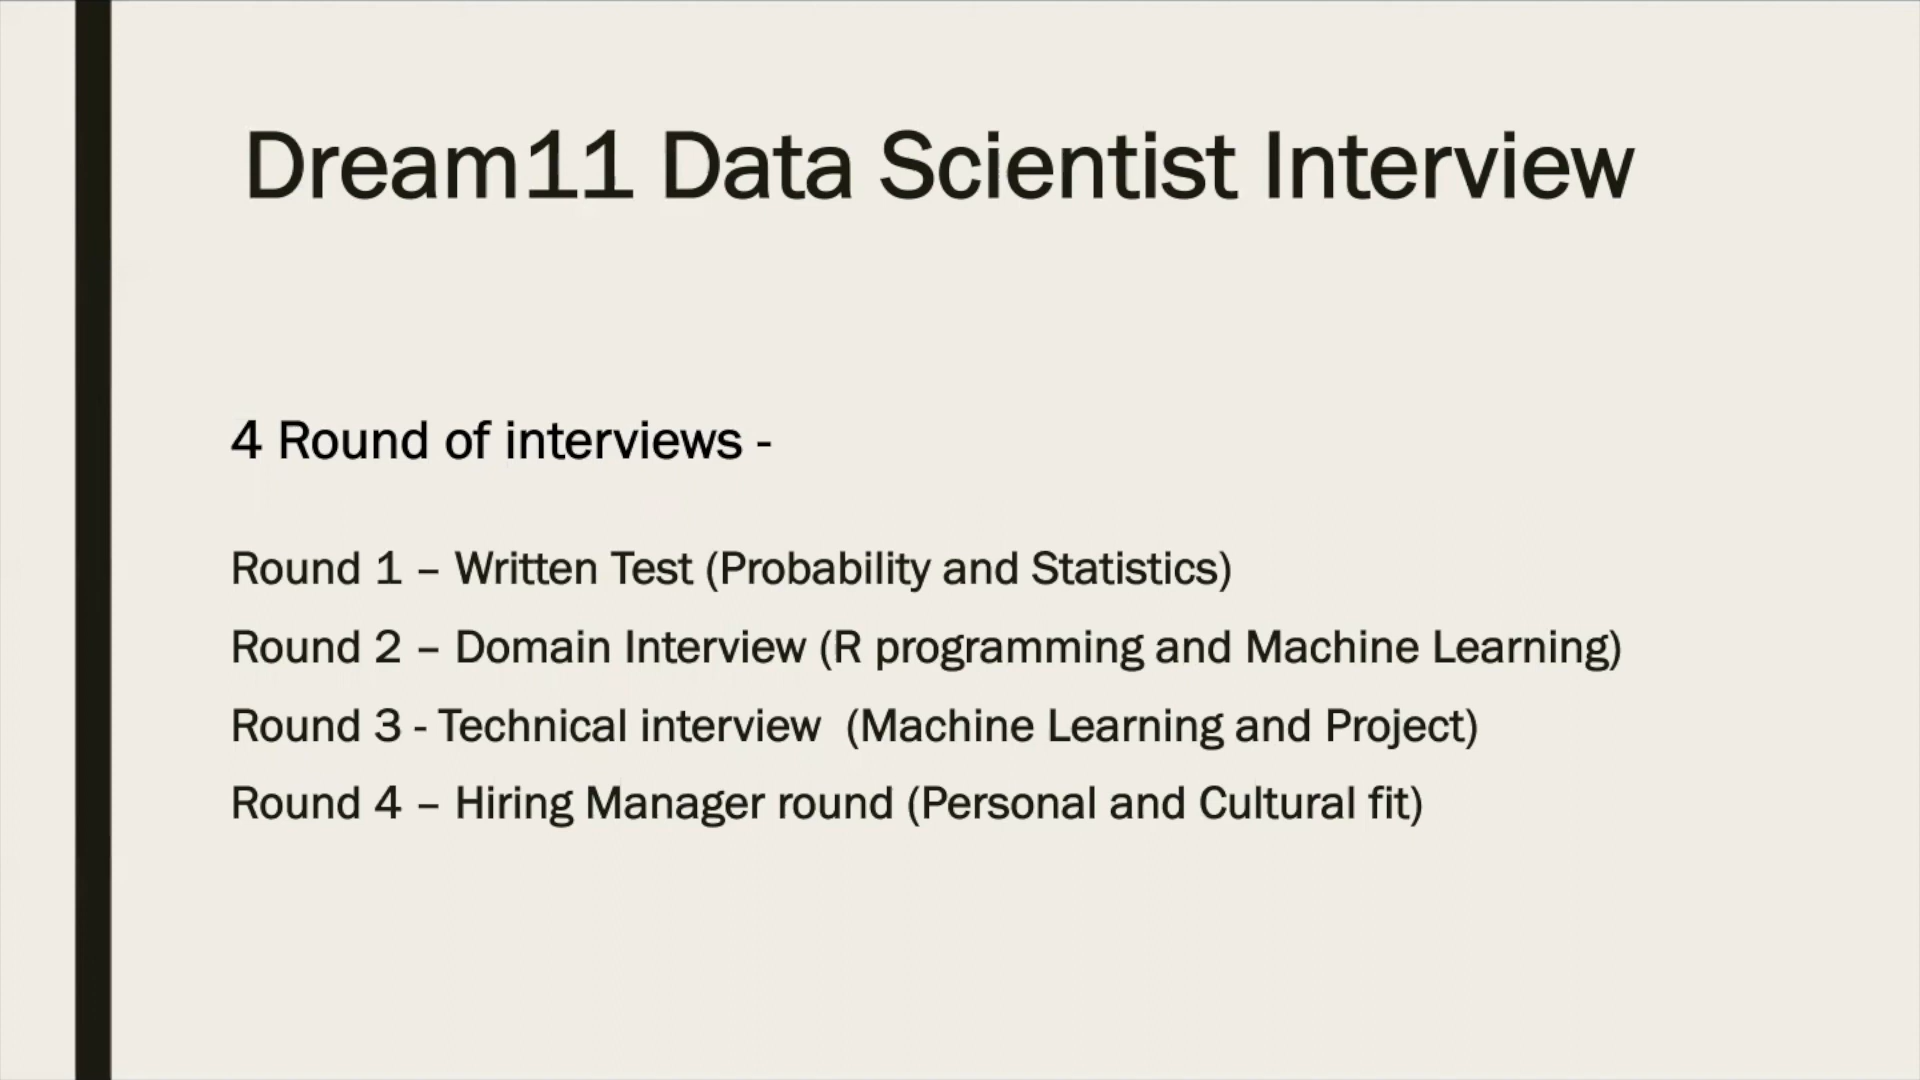 Dream11 Data Scientist Interview
4 Round of interviews -
Round 1 – Written Test (Probability and Statistics)
Round 2 – Domain Interview (R programming and Machine Learning)
Round 3 - Technical interview  (Machine Learning and Project)
Round 4 – Hiring Manager round (Personal and Cultural fit)